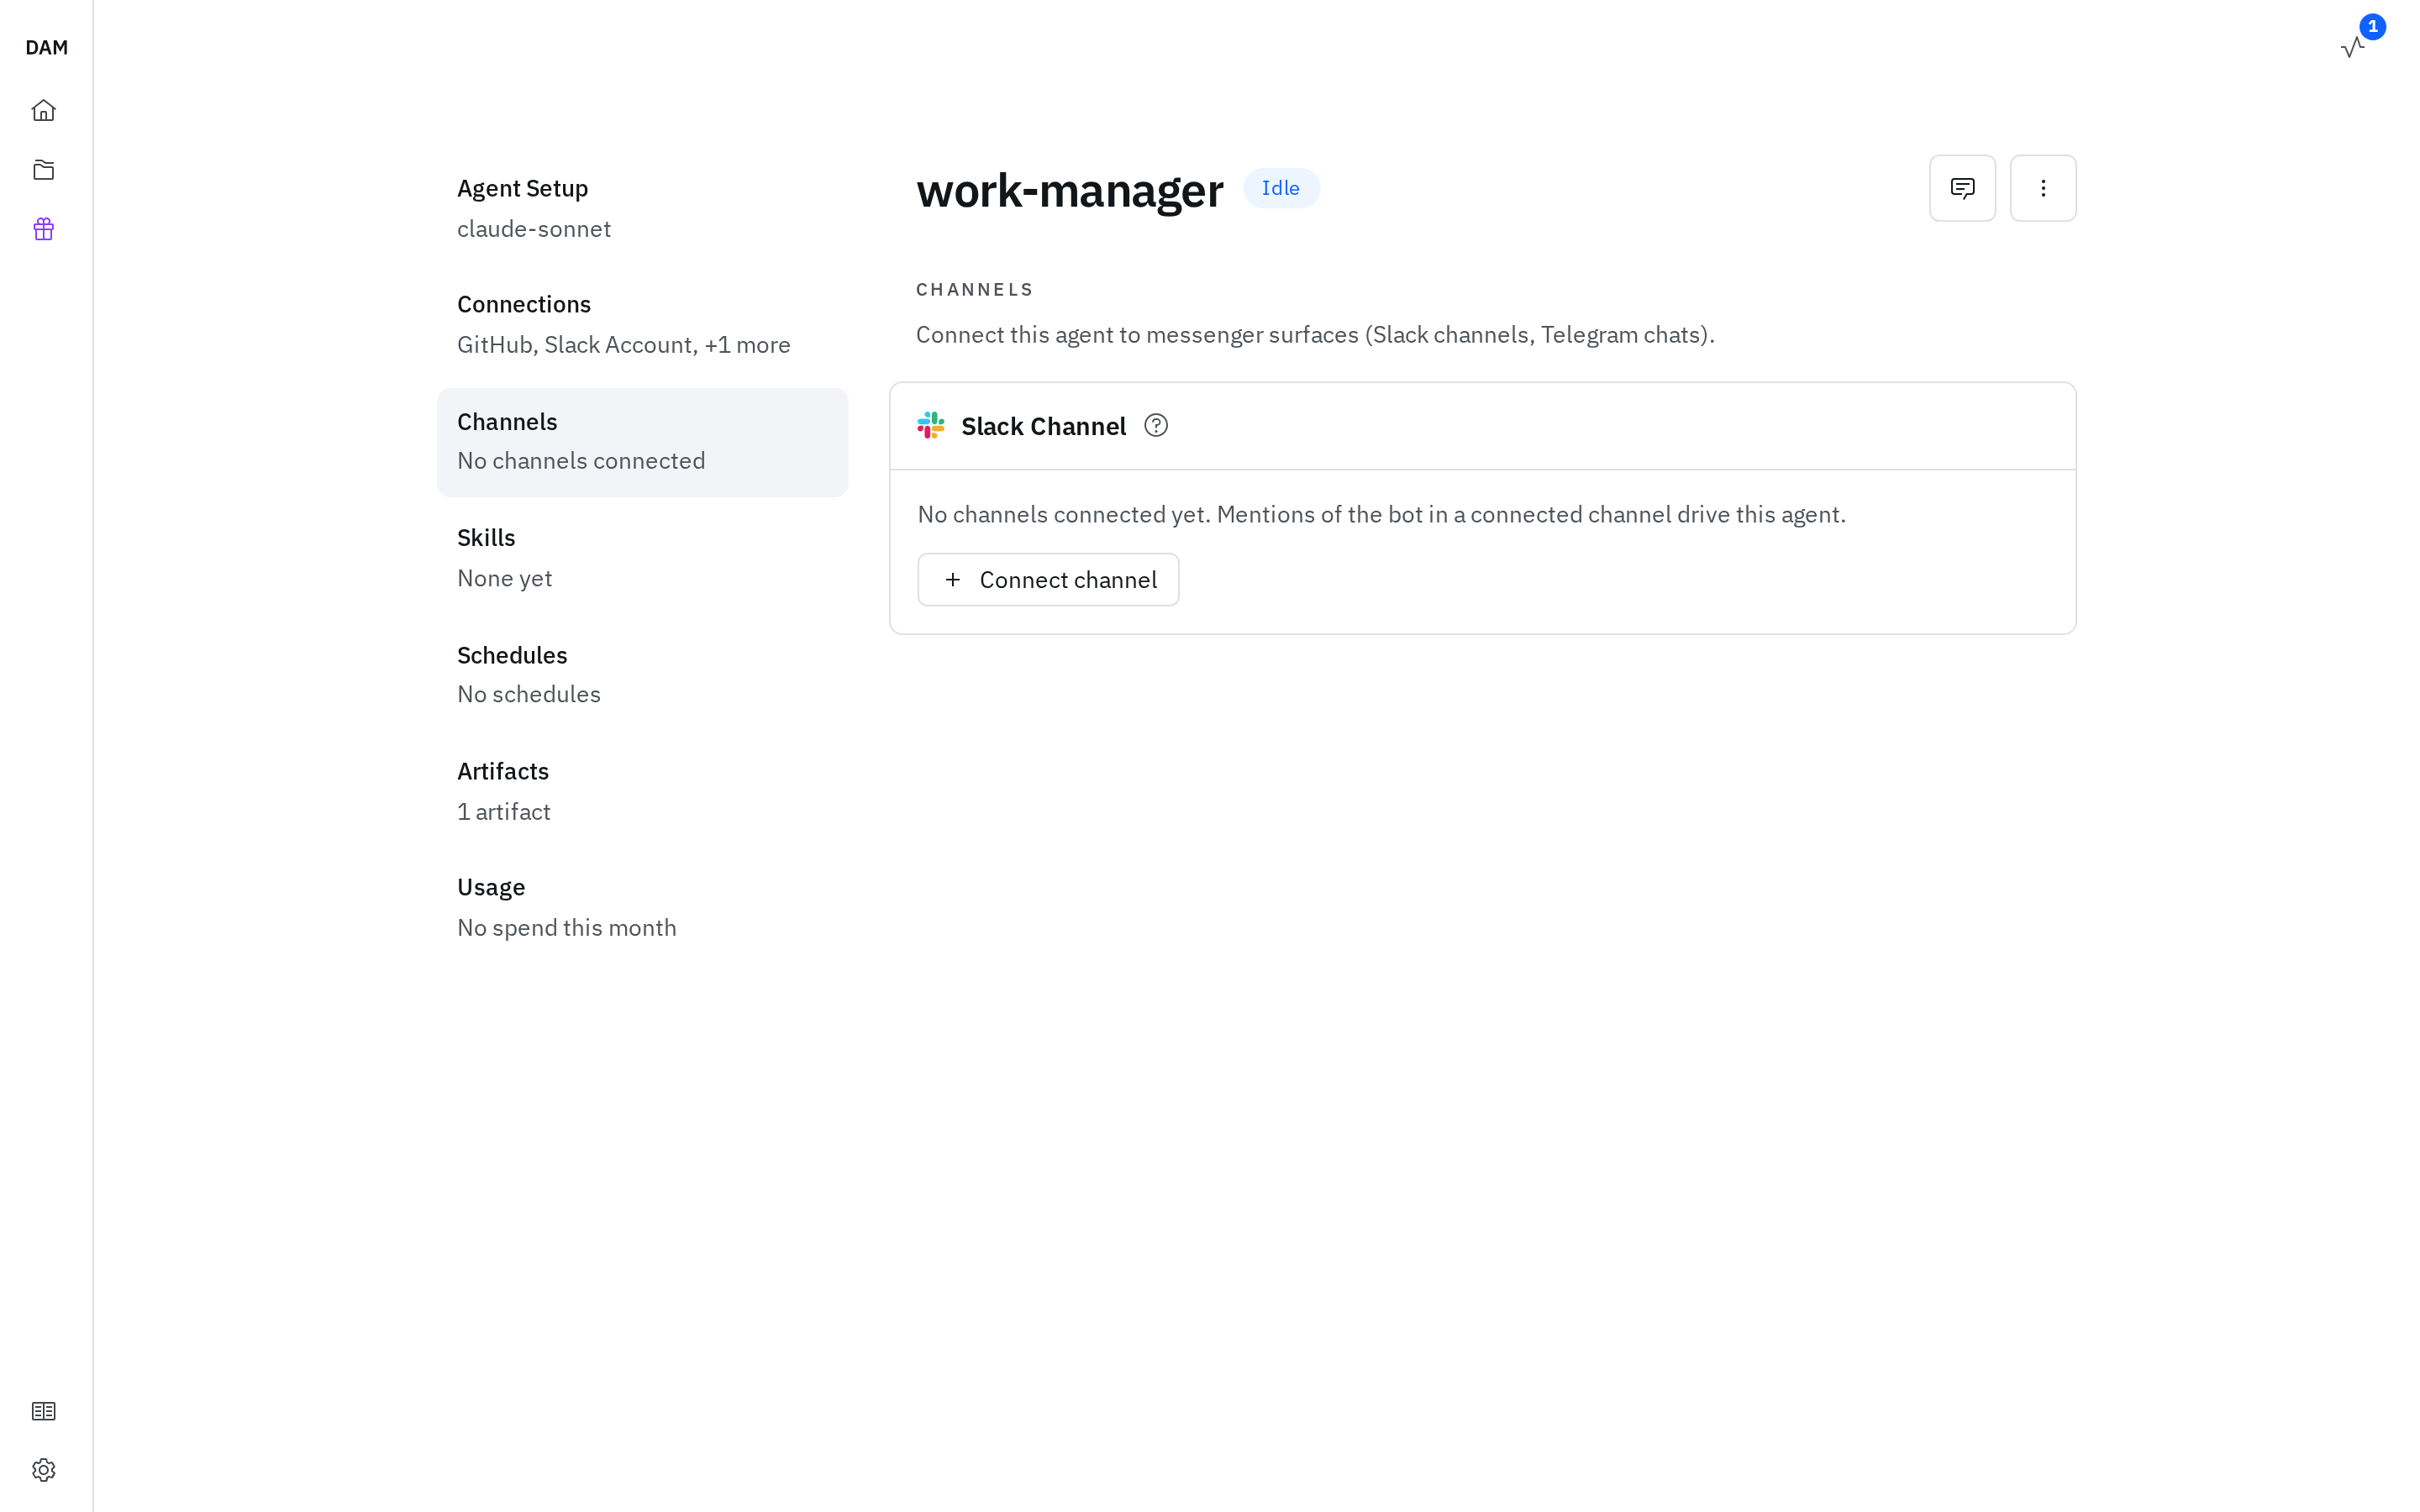 DAM
1
Agent Setup
claude-sonnet
Connections
GitHub, Slack Account, +1 more
Channels
No channels connected
Skills
None yet
Schedules
No schedules
Artifacts
1 artifact
Usage
No spend this month
work-manager
Idle
CHANNELS
Connect this agent to messenger surfaces (Slack channels, Telegram chats).
Slack Channel
No channels connected yet. Mentions of the bot in a connected channel drive this agent.
+ Connect channel